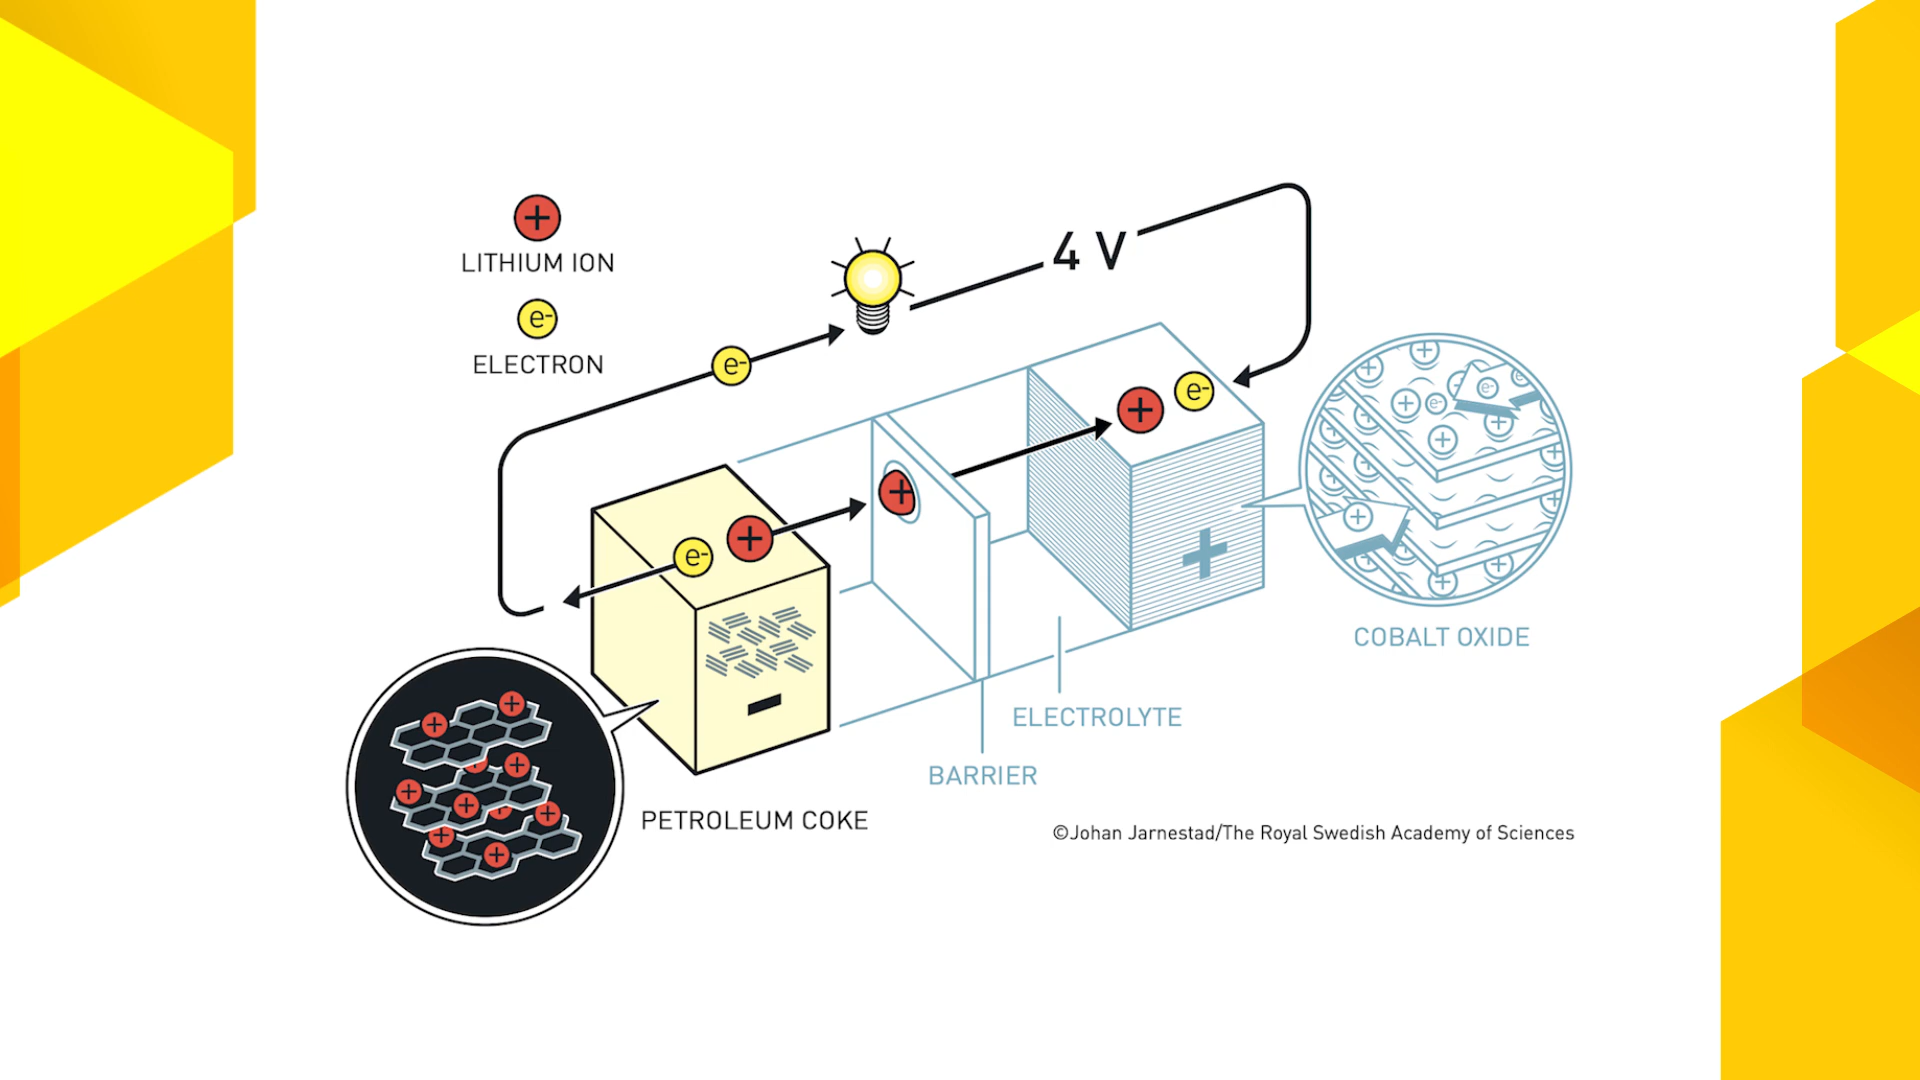 LITHIUM ION
e-
ELECTRON
4 V
e-
e-
e-
COBALT OXIDE
ELECTROLYTE
BARRIER
PETROLEUM COKE
©Johan Jarnestad/The Royal Swedish Academy of Sciences